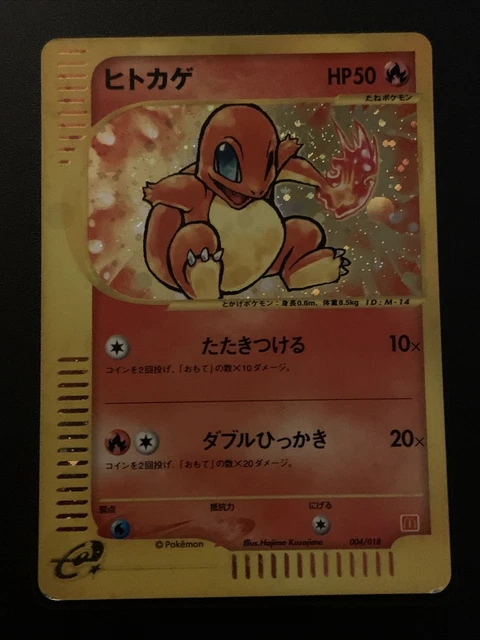 ヒトカゲ HP50
たねポケモン
とかげポケモン：身長0.6m、体重8.5kg ID：M-14
たたきつける 10×
コインを2回投げ、「おもて」の数×10ダメージ。
ダブルひっかき 20×
コインを2回投げ、「おもて」の数×20ダメージ。
弱点 抵抗力 にげる
©Pokémon Illus.Hajime Kusajima 004/018